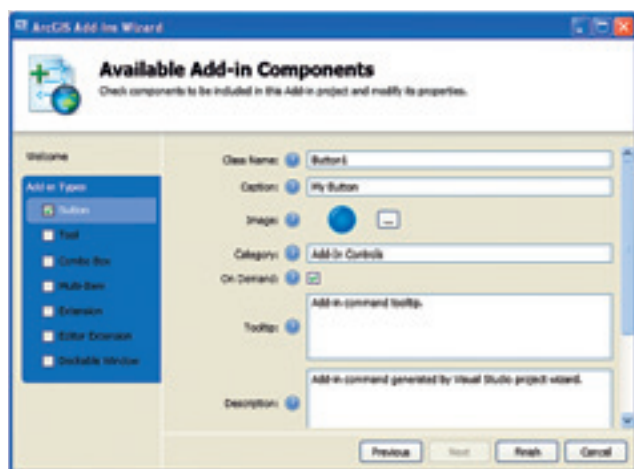 ArcGIS Add-Ins Wizard
Available Add-in Components
Check components to be included in this Add-in project and modify its properties.
Welcome
Add-in Types
Button
Tool
Combo Box
Multi-Item
Extension
Editor Extension
Dockable Window
Class Name: Button1
Caption: My Button
Image: ...
Category: Add-In Controls
On Demand:
Tooltip: Add-in command tooltip.
Description: Add-in command generated by Visual Studio project wizard.
Previous Next Finish Cancel